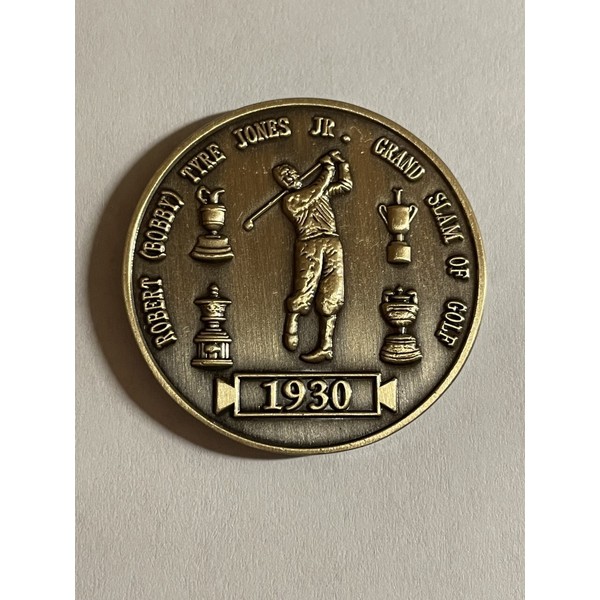 ROBERT (BOBBY) TYRE JONES JR. GRAND SLAM OF GOLF
1930